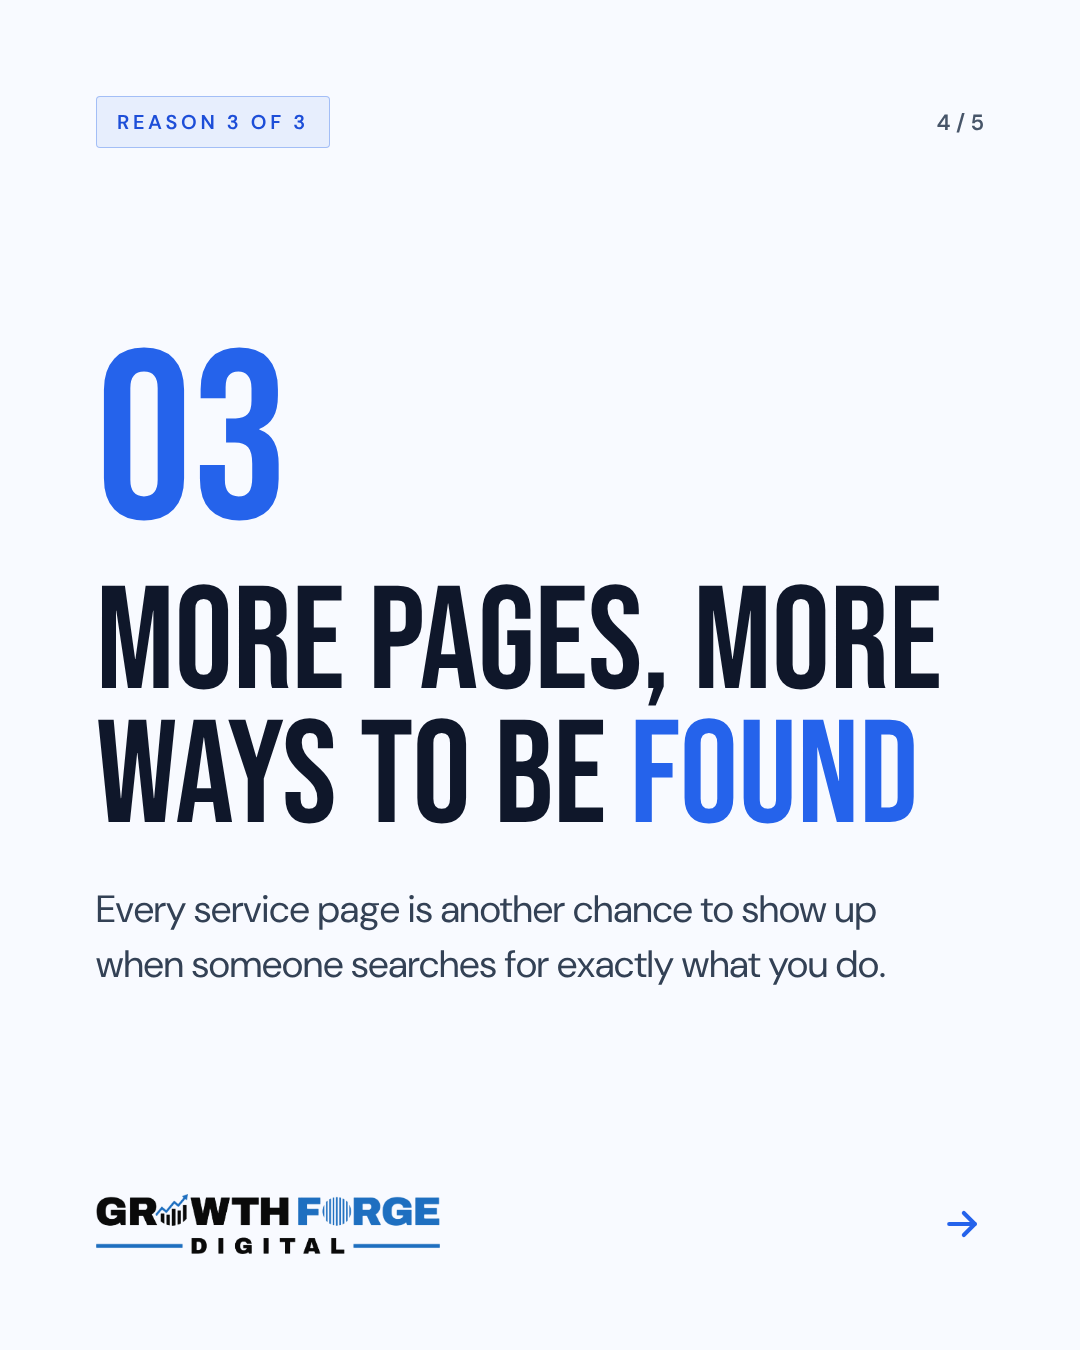 REASON 3 OF 3
4 / 5
03
MORE PAGES, MORE
WAYS TO BE FOUND
Every service page is another chance to show up
when someone searches for exactly what you do.
GROWTH FORGE
DIGITAL